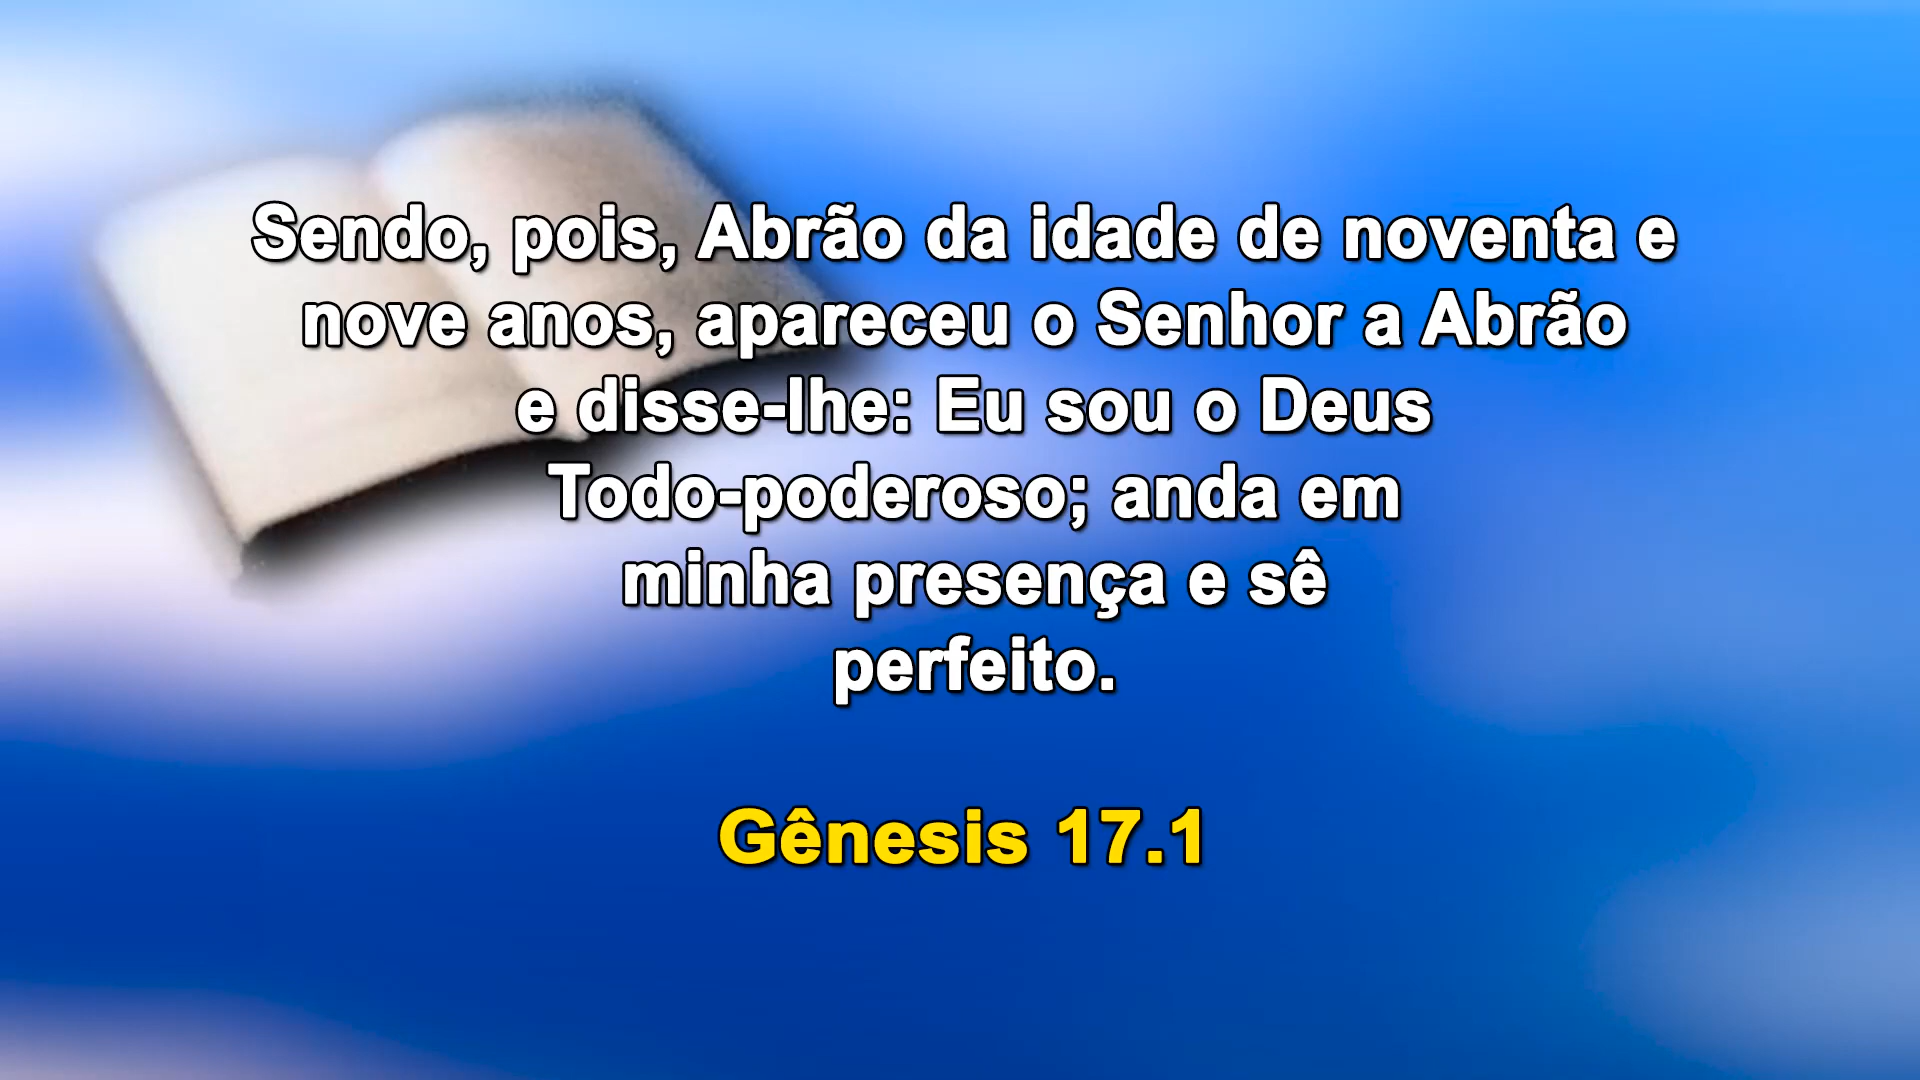 Sendo, pois, Abrão da idade de noventa e
nove anos, apareceu o Senhor a Abrão
e disse-lhe: Eu sou o Deus
Todo-poderoso; anda em
minha presença e sê
perfeito.
Gênesis 17.1